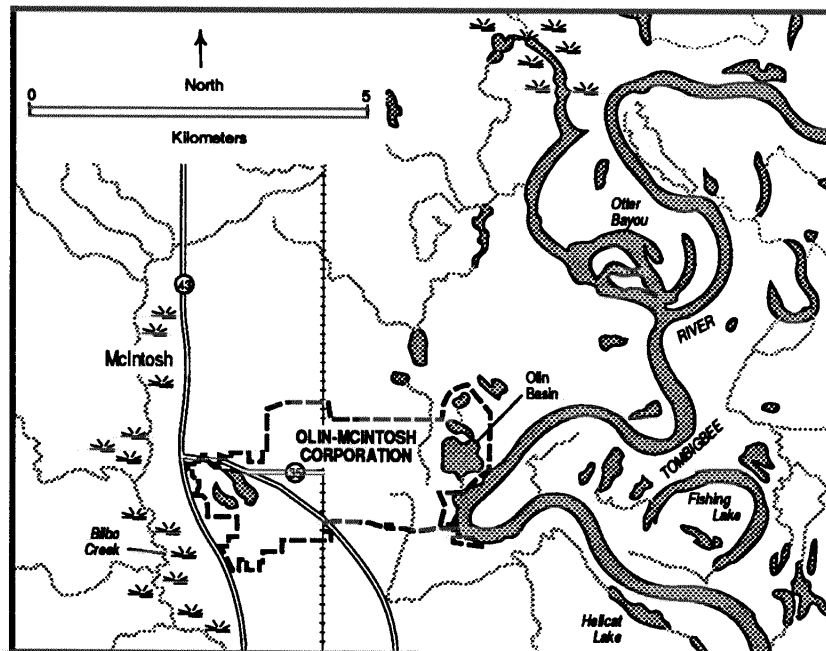 North
0 5
Kilometers
Otter
Bayou
43
RIVER
McIntosh
Olin
Basin
OLIN-MCINTOSH
CORPORATION
35
TOMBIGBEE
Fishing
Lake
Bilbo
Creek
Hellcat
Lake